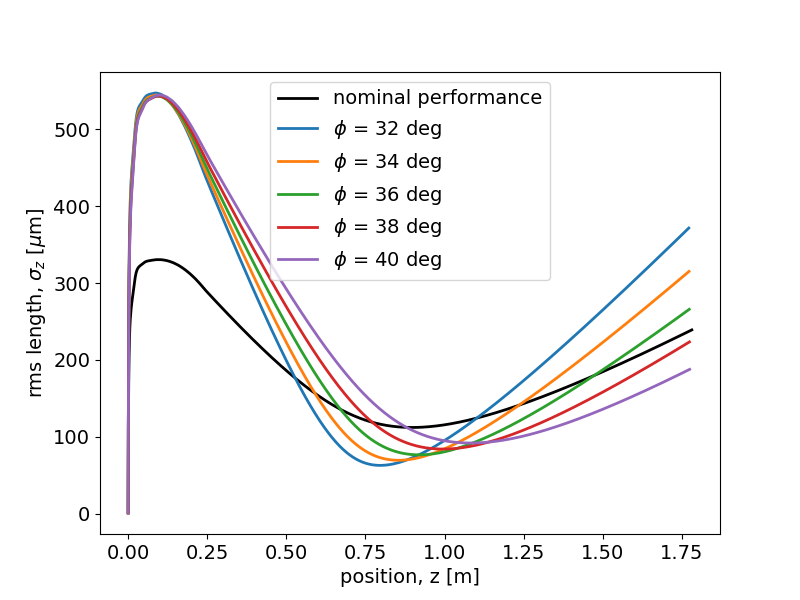 nominal performance
ϕ = 32 deg
ϕ = 34 deg
ϕ = 36 deg
ϕ = 38 deg
ϕ = 40 deg
rms length, σz [μm]
500
400
300
200
100
0
0.00 0.25 0.50 0.75 1.00 1.25 1.50 1.75
position, z [m]